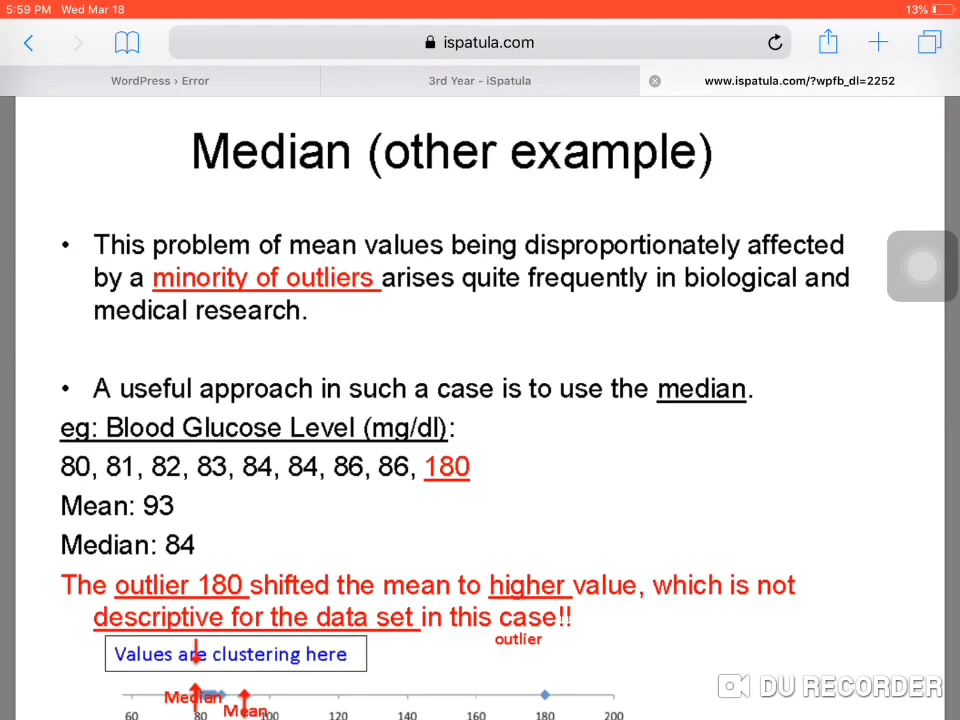 5:59 PM Wed Mar 18 13%
ispatula.com
WordPress › Error 3rd Year - iSpatula www.ispatula.com/?wpfb_dl=2252
Median (other example)
• This problem of mean values being disproportionately affected
by a minority of outliers arises quite frequently in biological and
medical research.
• A useful approach in such a case is to use the median.
eg: Blood Glucose Level (mg/dl):
80, 81, 82, 83, 84, 84, 86, 86, 180
Mean: 93
Median: 84
The outlier 180 shifted the mean to higher value, which is not
descriptive for the data set in this case!!
outlier
Values are clustering here
DU RECORDER
Median
Mean
60 80 100 120 140 160 180 200